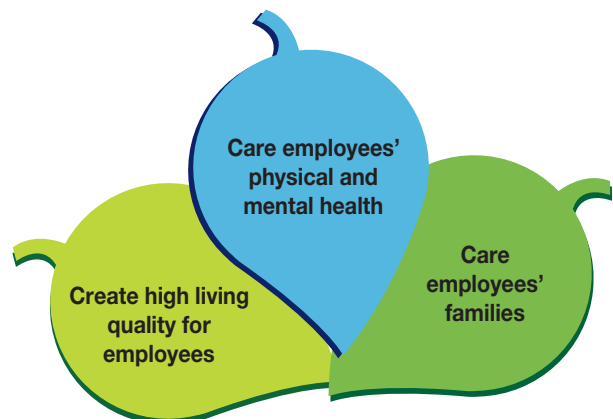 Care employees’
physical and
mental health
Create high living
quality for
employees
Care
employees’
families